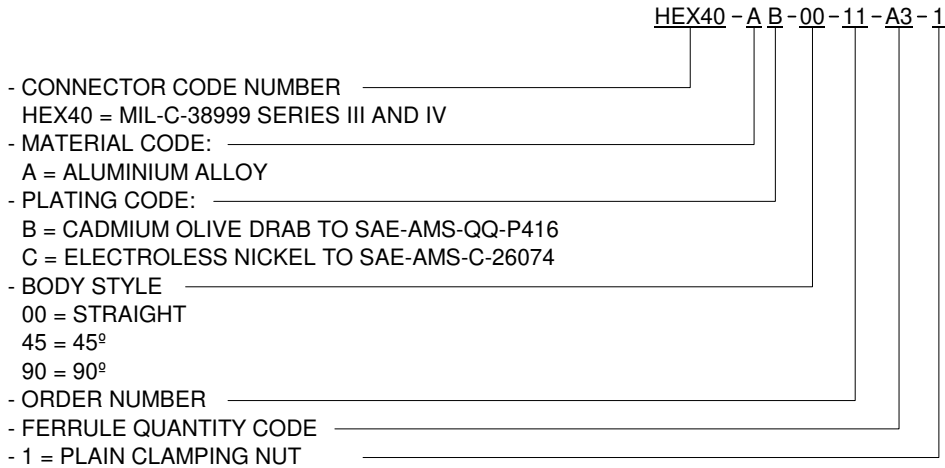 HEX40 - A B - 00 - 11 - A3 - 1
- CONNECTOR CODE NUMBER
HEX40 = MIL-C-38999 SERIES III AND IV
- MATERIAL CODE:
A = ALUMINIUM ALLOY
- PLATING CODE:
B = CADMIUM OLIVE DRAB TO SAE-AMS-QQ-P416
C = ELECTROLESS NICKEL TO SAE-AMS-C-26074
- BODY STYLE
00 = STRAIGHT
45 = 45º
90 = 90º
- ORDER NUMBER
- FERRULE QUANTITY CODE
- 1 = PLAIN CLAMPING NUT